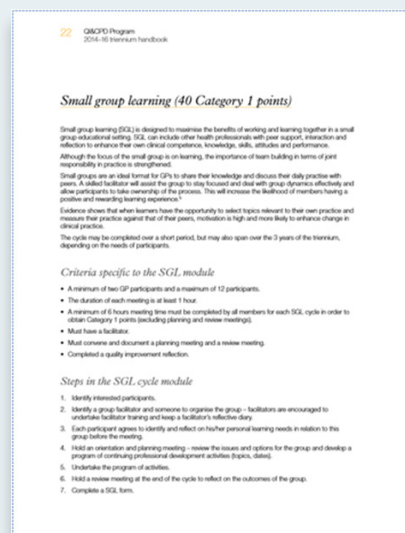 22 QI&CPD Program
2014–16 triennium handbook
Small group learning (40 Category 1 points)
Small group learning (SGL) is designed to maximise the benefits of working and learning together in a small
group educational setting. SGL can include other health professionals with peer support, interaction and
reflection to enhance their own clinical competence, knowledge, skills, attitudes and performance.
Although the focus of the small group is on learning, the importance of team building in terms of joint
responsibility in practice is strengthened.
Small groups are an ideal format for GPs to share their knowledge and discuss their daily practise with
peers. A skilled facilitator will assist the group to stay focused and deal with group dynamics effectively and
allow participants to take ownership of the process. This will increase the likelihood of members having a
positive and rewarding learning experience.
Evidence shows that when learners have the opportunity to select topics relevant to their own practice and
measure their practice against that of their peers, motivation is high and more likely to enhance change in
clinical practice.
The cycle may be completed over a short period, but may also span over the 3 years of the triennium,
depending on the needs of participants.
Criteria specific to the SGL module
• A minimum of two GP participants and a maximum of 12 participants.
• The duration of each meeting is at least 1 hour.
• A minimum of 6 hours meeting time must be completed by all members for each SGL cycle in order to
obtain Category 1 points (excluding planning and review meetings).
• Must have a facilitator.
• Must convene and document a planning meeting and a review meeting.
• Completed a quality improvement reflection.
Steps in the SGL cycle module
1. Identify interested participants.
2. Identify a group facilitator and someone to organise the group – facilitators are encouraged to
undertake facilitator training and keep a facilitator's reflective diary.
3. Each participant agrees to identify and reflect on his/her personal learning needs in relation to this
group before the meeting.
4. Hold an orientation and planning meeting – review the issues and options for the group and develop a
program of continuing professional development activities (topics, dates).
5. Undertake the program of activities.
6. Hold a review meeting at the end of the cycle to reflect on the outcomes of the group.
7. Complete a SGL form.